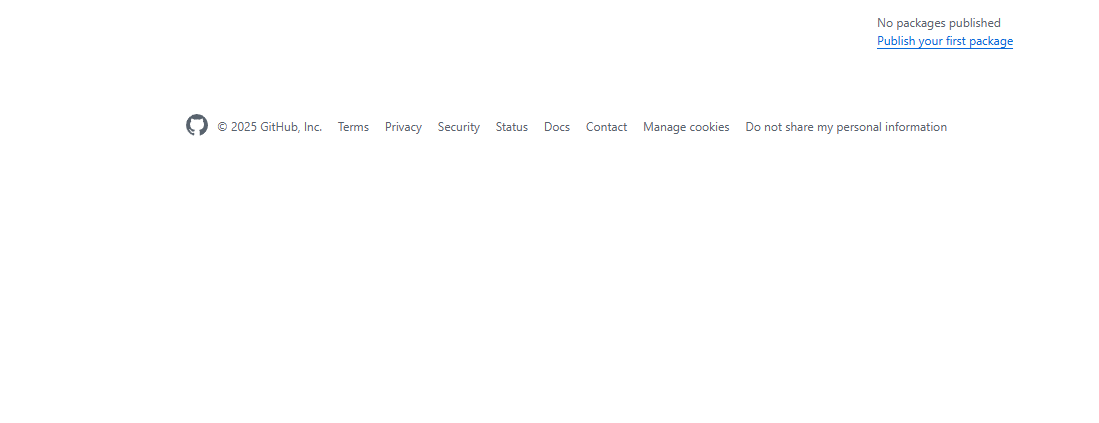 No packages published
Publish your first package
© 2025 GitHub, Inc. Terms Privacy Security Status Docs Contact Manage cookies Do not share my personal information